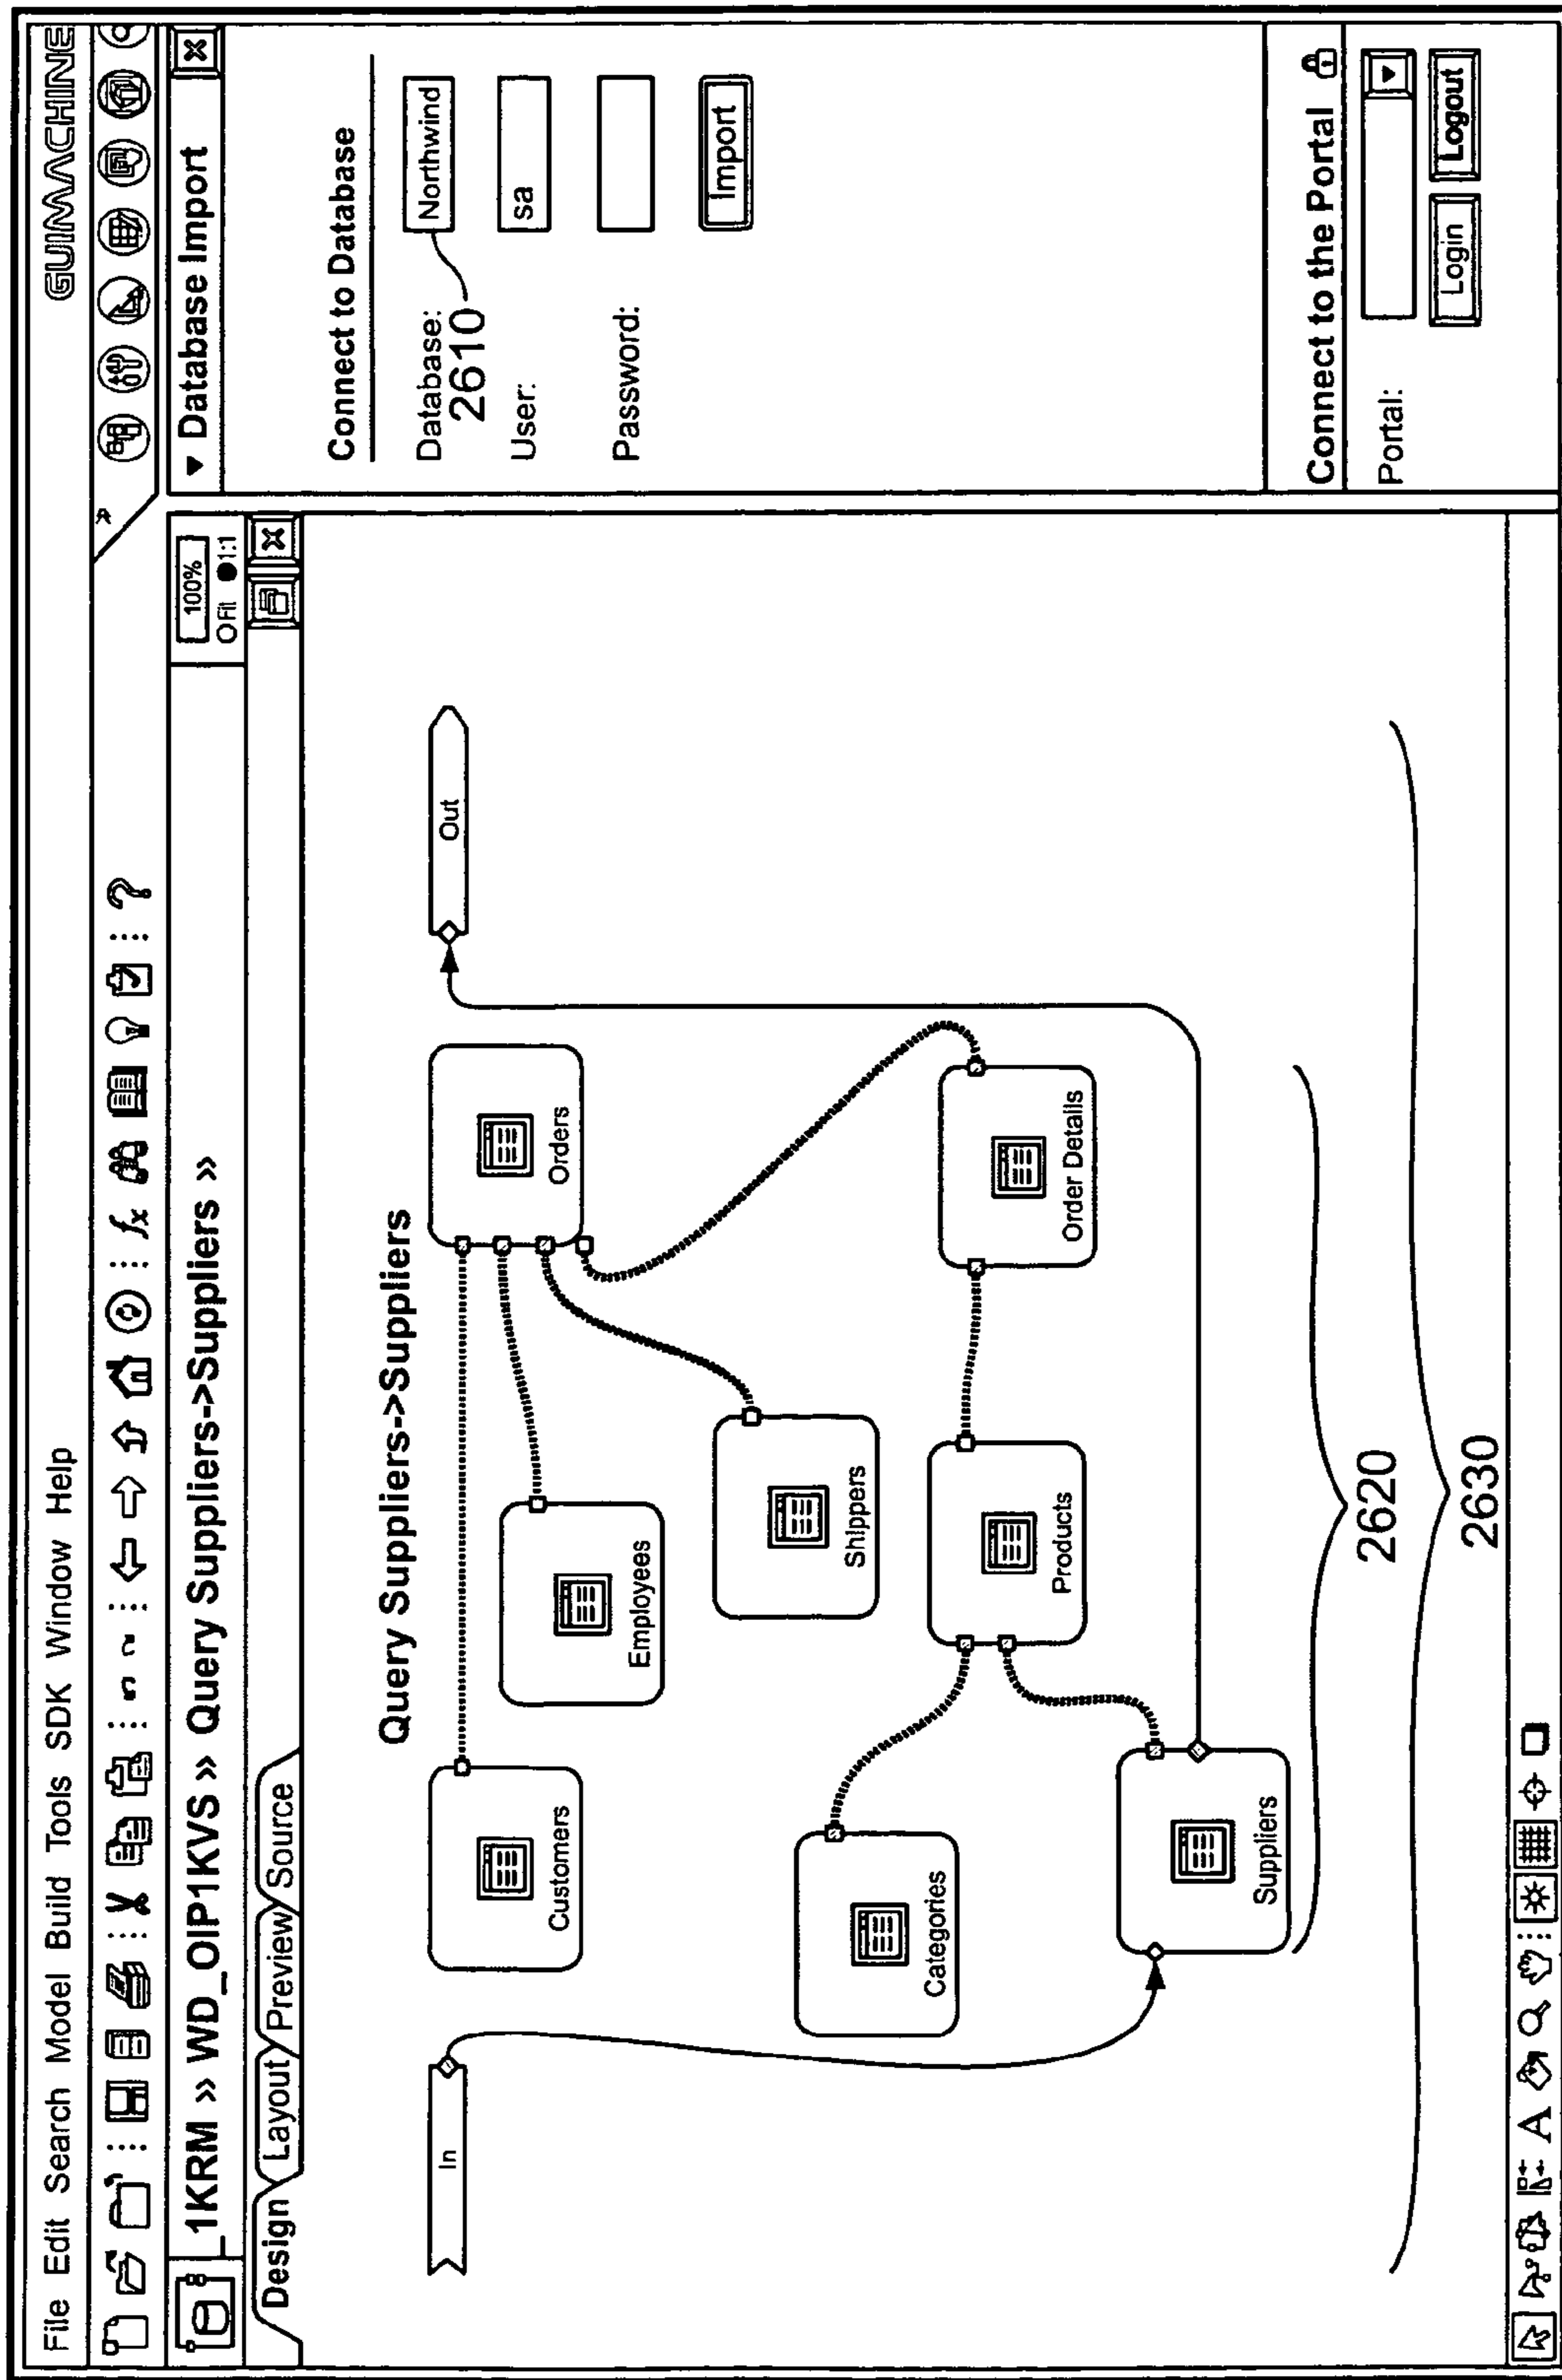 GUIMACHINE
File Edit Search Model Build Tools SDK Window Help
fx ?
_1KRM » WD_OIP1KVS » Query Suppliers->Suppliers »
100%
Fit 1:1
Design Layout Preview Source
Query Suppliers->Suppliers
In
Out
Customers
Orders
Employees
Shippers
Categories
Products
Order Details
Suppliers
2620
2630
A
Database Import
Connect to Database
Database: Northwind
2610
User: sa
Password:
Import
Connect to the Portal
Portal:
Login Logout